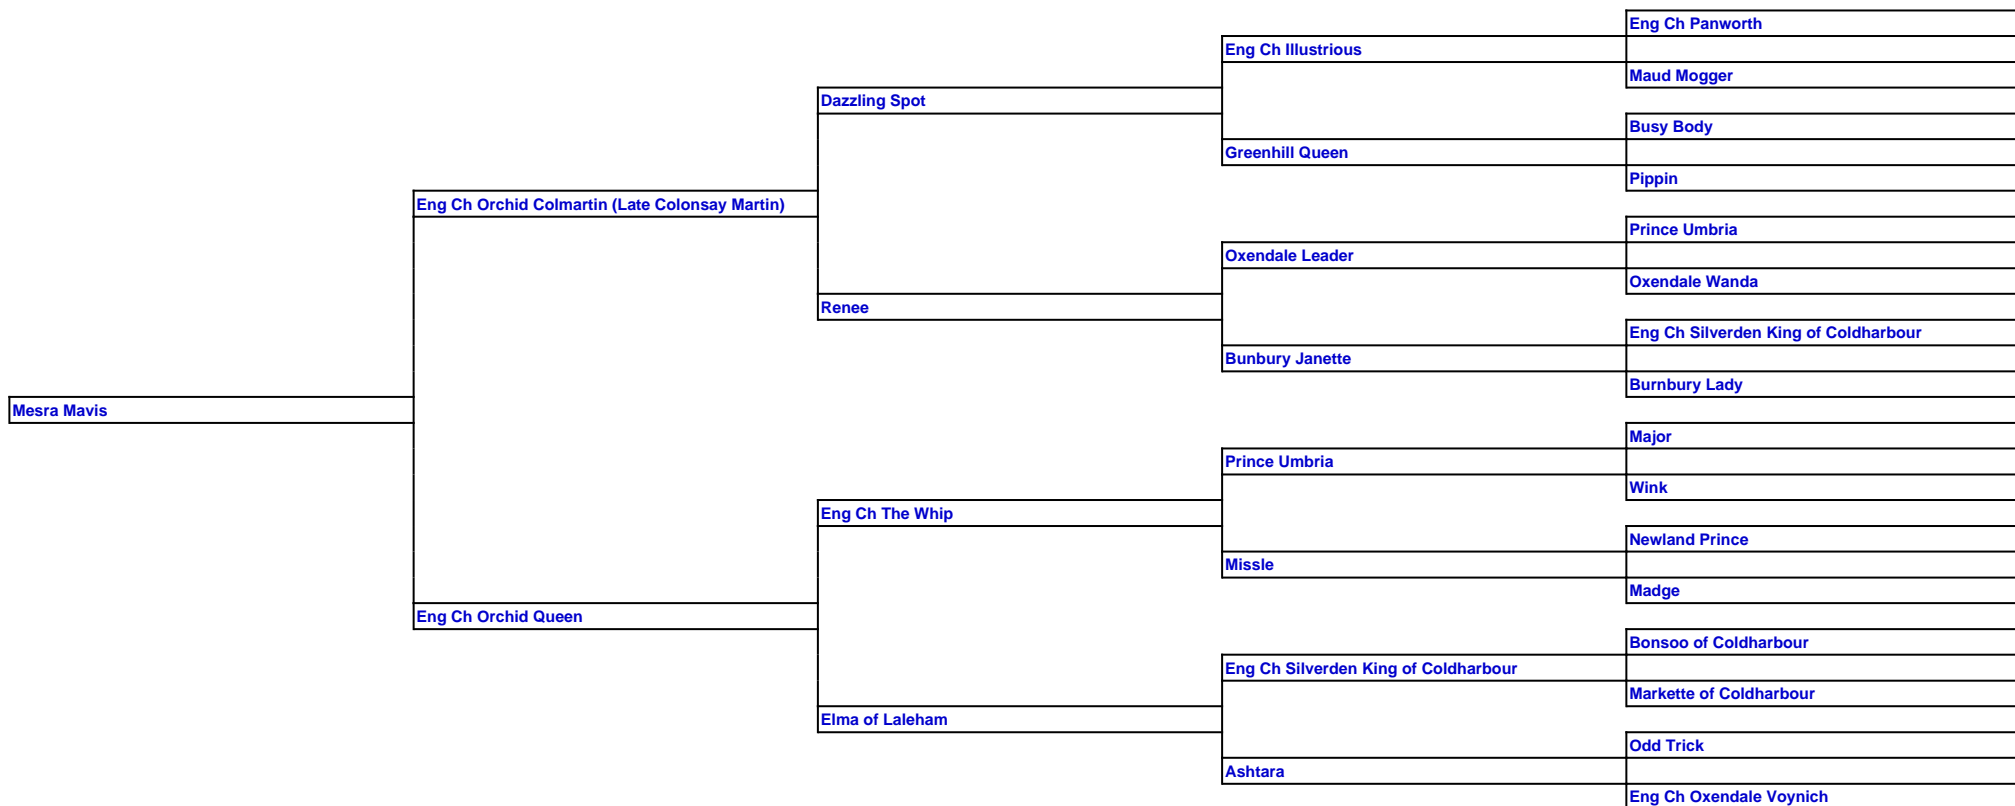 Eng Ch Panworth
Eng Ch Illustrious
Maud Mogger
Dazzling Spot
Busy Body
Greenhill Queen
Pippin
Eng Ch Orchid Colmartin (Late Colonsay Martin)
Prince Umbria
Oxendale Leader
Oxendale Wanda
Renee
Eng Ch Silverden King of Coldharbour
Bunbury Janette
Burnbury Lady
Mesra Mavis
Major
Prince Umbria
Wink
Eng Ch The Whip
Newland Prince
Missle
Madge
Eng Ch Orchid Queen
Bonsoo of Coldharbour
Eng Ch Silverden King of Coldharbour
Markette of Coldharbour
Elma of Laleham
Odd Trick
Ashtara
Eng Ch Oxendale Voynich